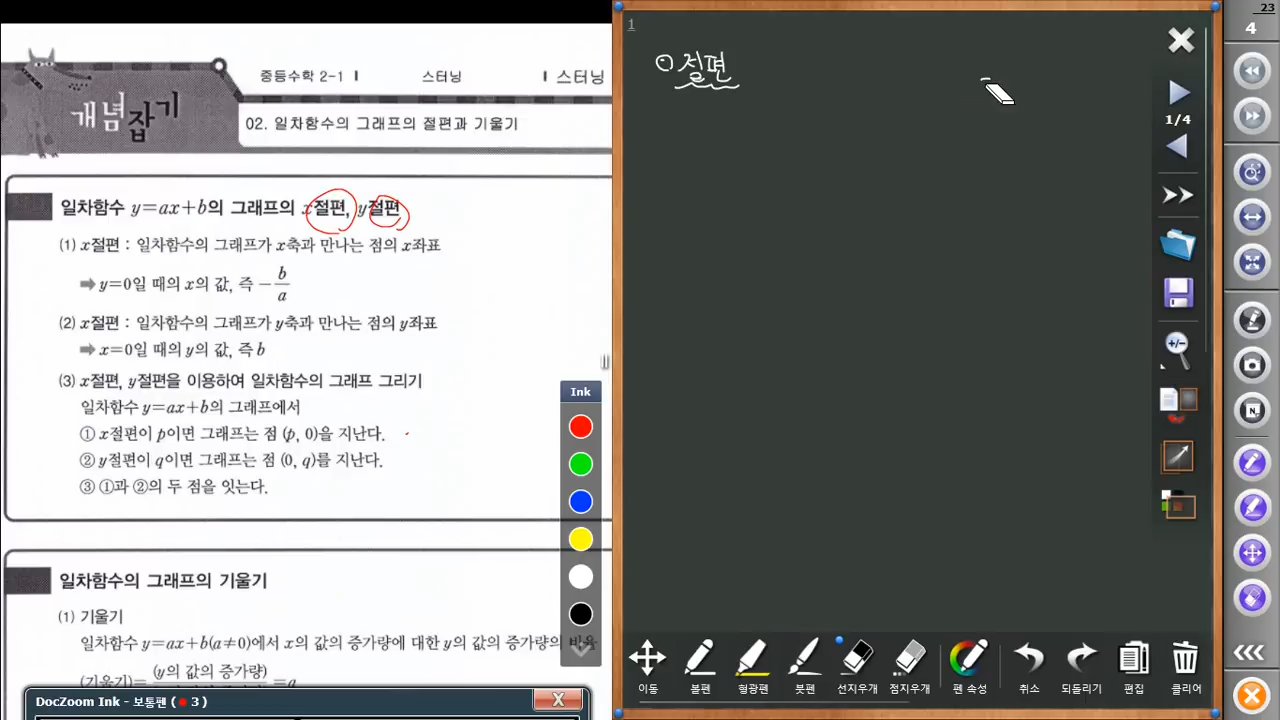 중등수학 2-1 스터닝 스터닝
개념잡기
02. 일차함수의 그래프의 절편과 기울기
일차함수 y=ax+b의 그래프의 x절편, y절편
(1) x절편 : 일차함수의 그래프가 x축과 만나는 점의 x좌표
➡ y=0일 때의 x의 값, 즉 -b/a
(2) x절편 : 일차함수의 그래프가 y축과 만나는 점의 y좌표
➡ x=0일 때의 y의 값, 즉 b
(3) x절편, y절편을 이용하여 일차함수의 그래프 그리기
일차함수 y=ax+b의 그래프에서
① x절편이 p이면 그래프는 점 (p, 0)을 지난다.
② y절편이 q이면 그래프는 점 (0, q)를 지난다.
③ ①과 ②의 두 점을 잇는다.
일차함수의 그래프의 기울기
(1) 기울기
일차함수 y=ax+b(a≠0)에서 x의 값의 증가량에 대한 y의 값의 증가량의 비율
(기울기)= (y의 값의 증가량) =a
Ink
DocZoom Ink - 보통펜 ( 3 )
X
1
○절편
1/4
+/-
이동 볼펜 형광펜 붓펜 선지우개 점지우개 펜 속성 취소 되돌리기 편집 클리어
23
4
N